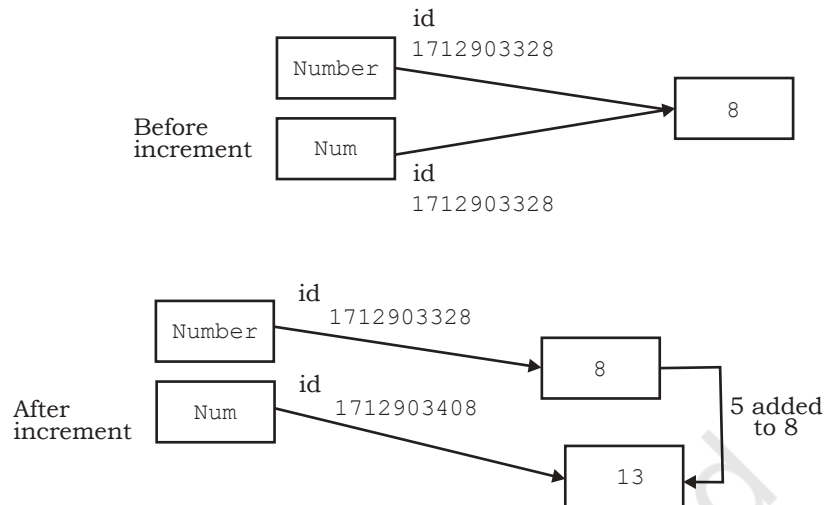 id
1712903328
Number
8
Before
increment
Num
id
1712903328
id
1712903328
Number
8
id
1712903408
After
increment
Num
5 added
to 8
13